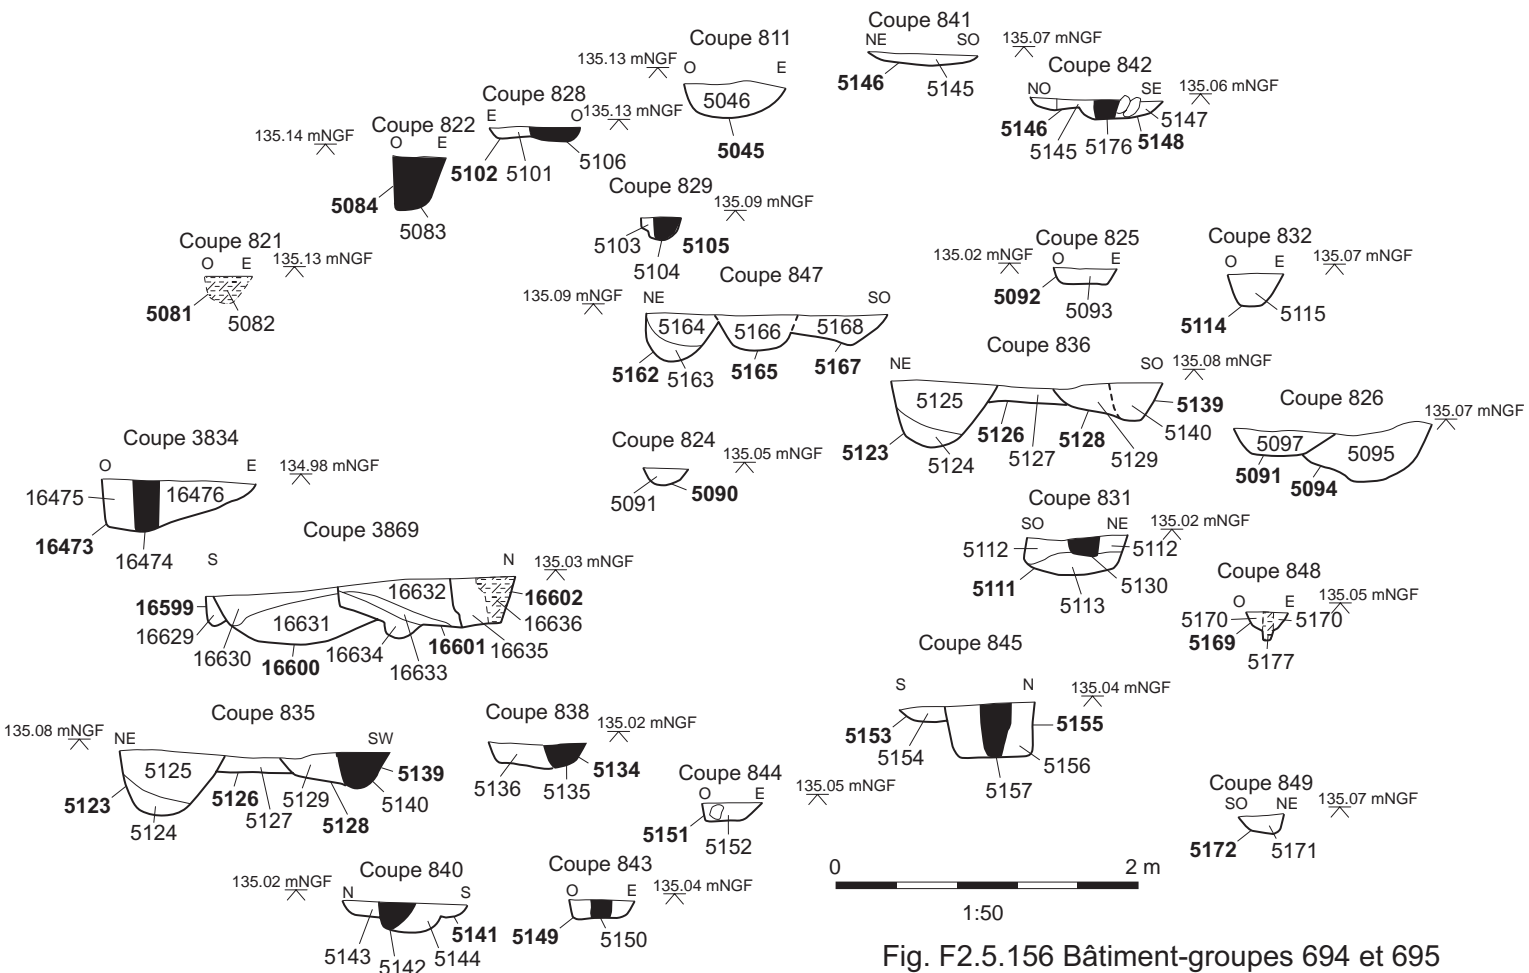 Coupe 841
NE SO
135.07 mNGF
5146 5145
Coupe 811
135.13 mNGF
O E
5046
5045
Coupe 842
NO SE
135.06 mNGF
5147
5146 5148
5145 5176
Coupe 828
E O
135.13 mNGF
5102 5101 5106
Coupe 822
135.14 mNGF
O E
5084
5083
Coupe 829
135.09 mNGF
5103 5105
5104
Coupe 821
O E
135.13 mNGF
5081
5082
Coupe 825
135.02 mNGF
O E
5092
5093
Coupe 832
O E
135.07 mNGF
5114 5115
Coupe 847
135.09 mNGF
NE SO
5164 5166 5168
5162 5163 5165 5167
Coupe 836
NE SO
135.08 mNGF
5125
5139
5123 5124 5126 5127 5128 5129 5140
Coupe 826
135.07 mNGF
5097 5095
5091 5094
Coupe 824
135.05 mNGF
5091 5090
Coupe 3834
O E
134.98 mNGF
16475 16476
16473
16474
Coupe 831
SO NE
135.02 mNGF
5112 5112
5111 5130
5113
Coupe 3869
S N
135.03 mNGF
16632
16599 16602
16629 16631 16636
16630 16600 16634 16633 16601 16635
Coupe 848
O E
135.05 mNGF
5170 5170
5169
5177
Coupe 845
S N
135.04 mNGF
5153 5155
5154 5156
5157
Coupe 835
135.08 mNGF
NE SW
5125
5139
5123 5126 5129 5140
5124 5127 5128
Coupe 838
135.02 mNGF
5134
5136 5135
Coupe 844
O E
135.05 mNGF
5151
5152
Coupe 849
SO NE
135.07 mNGF
5172 5171
Coupe 840
135.02 mNGF
N S
5141
5143 5142 5144
Coupe 843
O E
135.04 mNGF
5149 5150
0 2 m
1:50
Fig. F2.5.156 Bâtiment-groupes 694 et 695